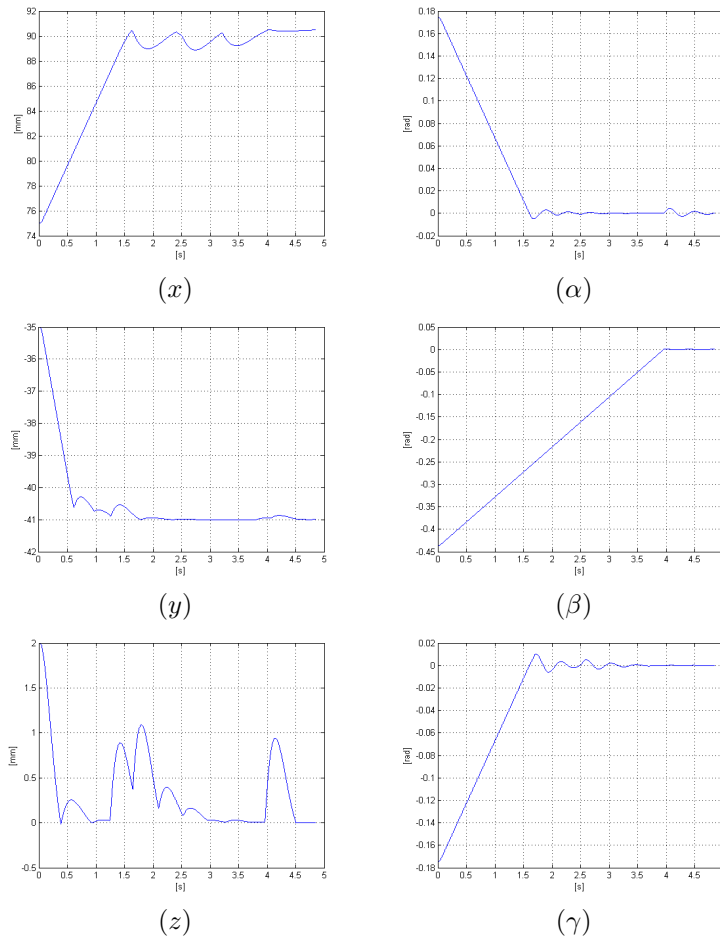 92
90
88
86
84
82
80
78
76
74
[mm]
0 0.5 1 1.5 2 2.5 3 3.5 4 4.5 5
[s]
(x)
0.18
0.16
0.14
0.12
0.1
0.08
0.06
0.04
0.02
0
-0.02
[rad]
0 0.5 1 1.5 2 2.5 3 3.5 4 4.5
[s]
(α)
-35
-36
-37
-38
-39
-40
-41
-42
[mm]
0 0.5 1 1.5 2 2.5 3 3.5 4 4.5 5
[s]
(y)
0.05
0
-0.05
-0.1
-0.15
-0.2
-0.25
-0.3
-0.35
-0.4
-0.45
[rad]
0 0.5 1 1.5 2 2.5 3 3.5 4 4.5
[s]
(β)
2
1.5
1
0.5
0
-0.5
[mm]
0 0.5 1 1.5 2 2.5 3 3.5 4 4.5 5
[s]
(z)
0.02
0
-0.02
-0.04
-0.06
-0.08
-0.1
-0.12
-0.14
-0.16
-0.18
[rad]
0 0.5 1 1.5 2 2.5 3 3.5 4 4.5
[s]
(γ)